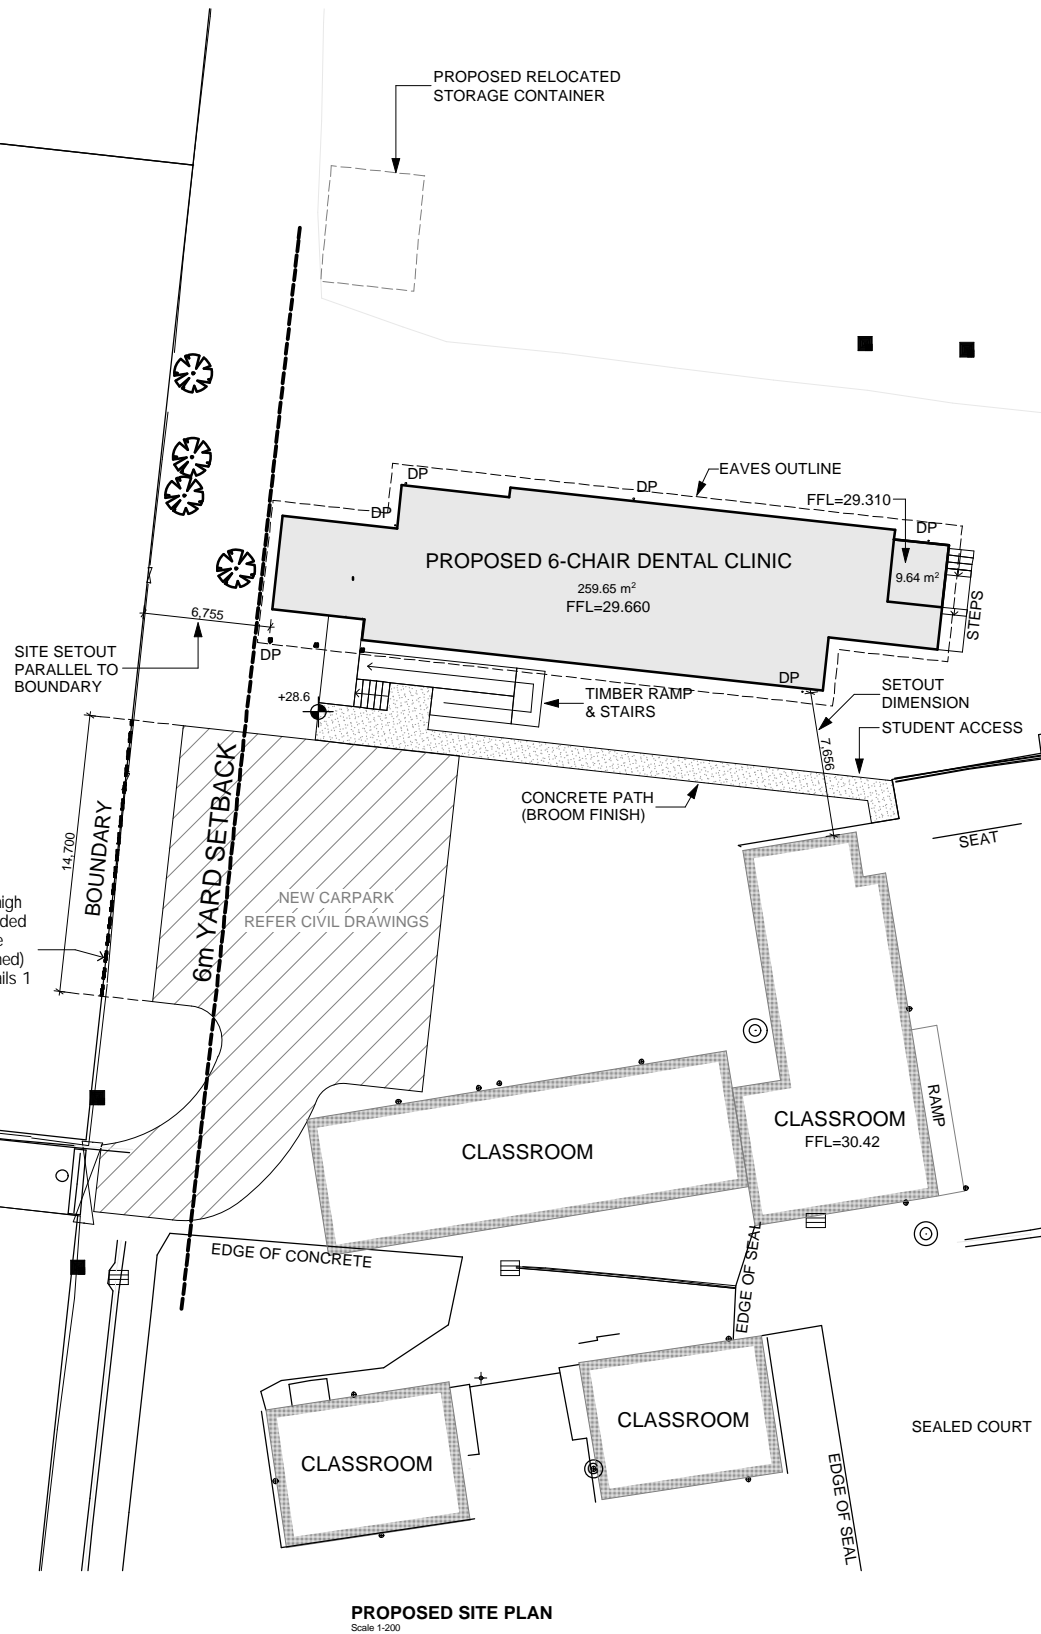 PROPOSED RELOCATED
STORAGE CONTAINER
EAVES OUTLINE
DP
DP
FFL=29.310
DP
DP
PROPOSED 6-CHAIR DENTAL CLINIC
259.65 m²
FFL=29.660
9.64 m²
STEPS
6,755
SITE SETOUT
PARALLEL TO
BOUNDARY
DP
DP
+28.6
TIMBER RAMP
& STAIRS
SETOUT
DIMENSION
STUDENT ACCESS
7,656
CONCRETE PATH
(BROOM FINISH)
SEAT
14,700
BOUNDARY
6m YARD SETBACK
NEW CARPARK
REFER CIVIL DRAWINGS
high
ils 1
CLASSROOM
CLASSROOM
FFL=30.42
RAMP
EDGE OF CONCRETE
EDGE OF SEAL
CLASSROOM
CLASSROOM
SEALED COURT
EDGE OF SEAL
PROPOSED SITE PLAN
Scale 1-200